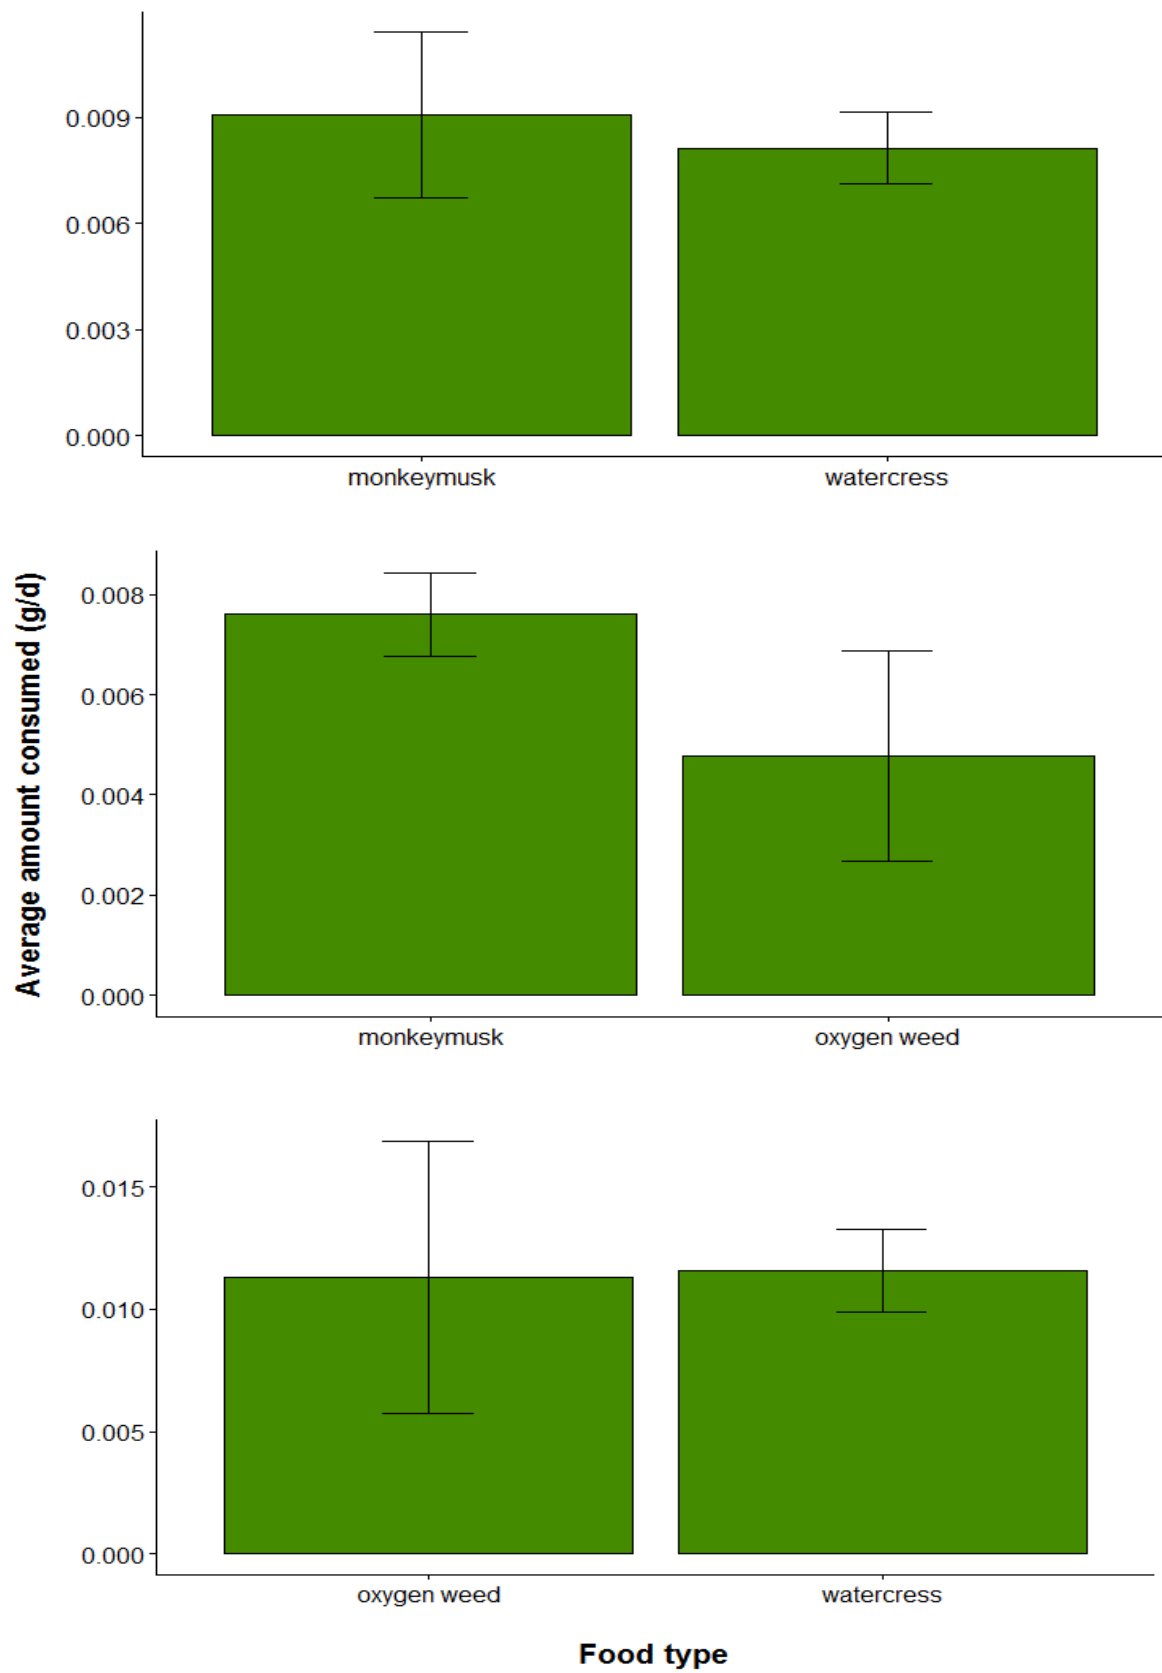 0.009
0.006
0.003
0.000
monkeymusk watercress
Average amount consumed (g/d)
0.008
0.006
0.004
0.002
0.000
monkeymusk oxygen weed
0.015
0.010
0.005
0.000
oxygen weed watercress
Food type